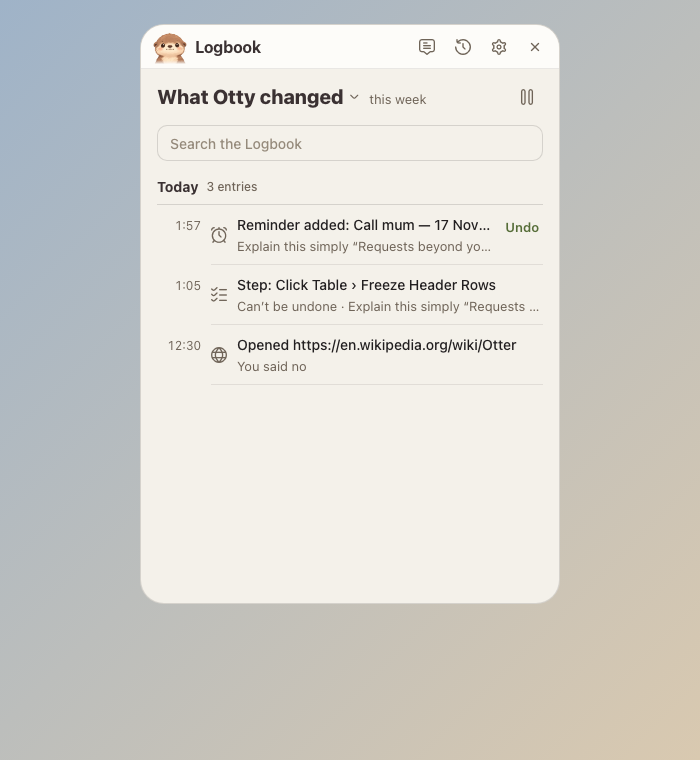 Logbook
What Otty changed this week
Search the Logbook
Today 3 entries
1:57 Reminder added: Call mum — 17 Nov... Undo
Explain this simply “Requests beyond yo...
1:05 Step: Click Table › Freeze Header Rows
Can’t be undone · Explain this simply “Requests ...
12:30 Opened https://en.wikipedia.org/wiki/Otter
You said no